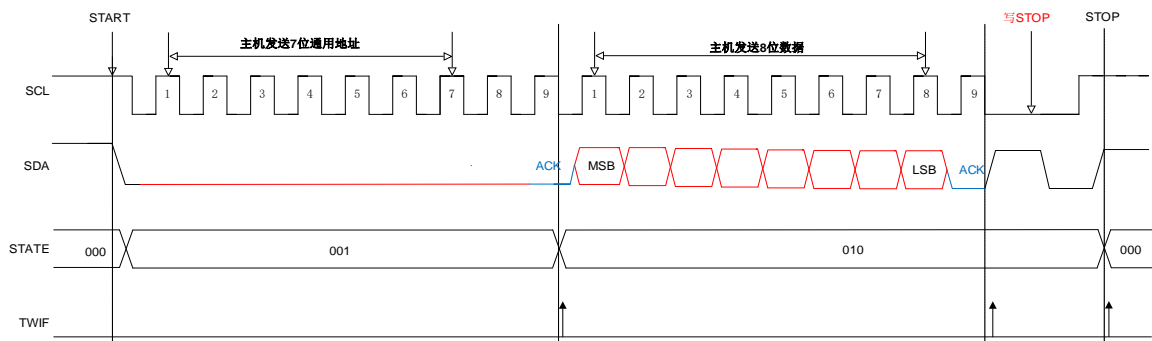 START
写STOP
STOP
主机发送7位通用地址
主机发送8位数据
SCL
1 2 3 4 5 6 7 8 9 1 2 3 4 5 6 7 8 9
SDA
ACK MSB LSB ACK
STATE
000 001 010 000
TWIF